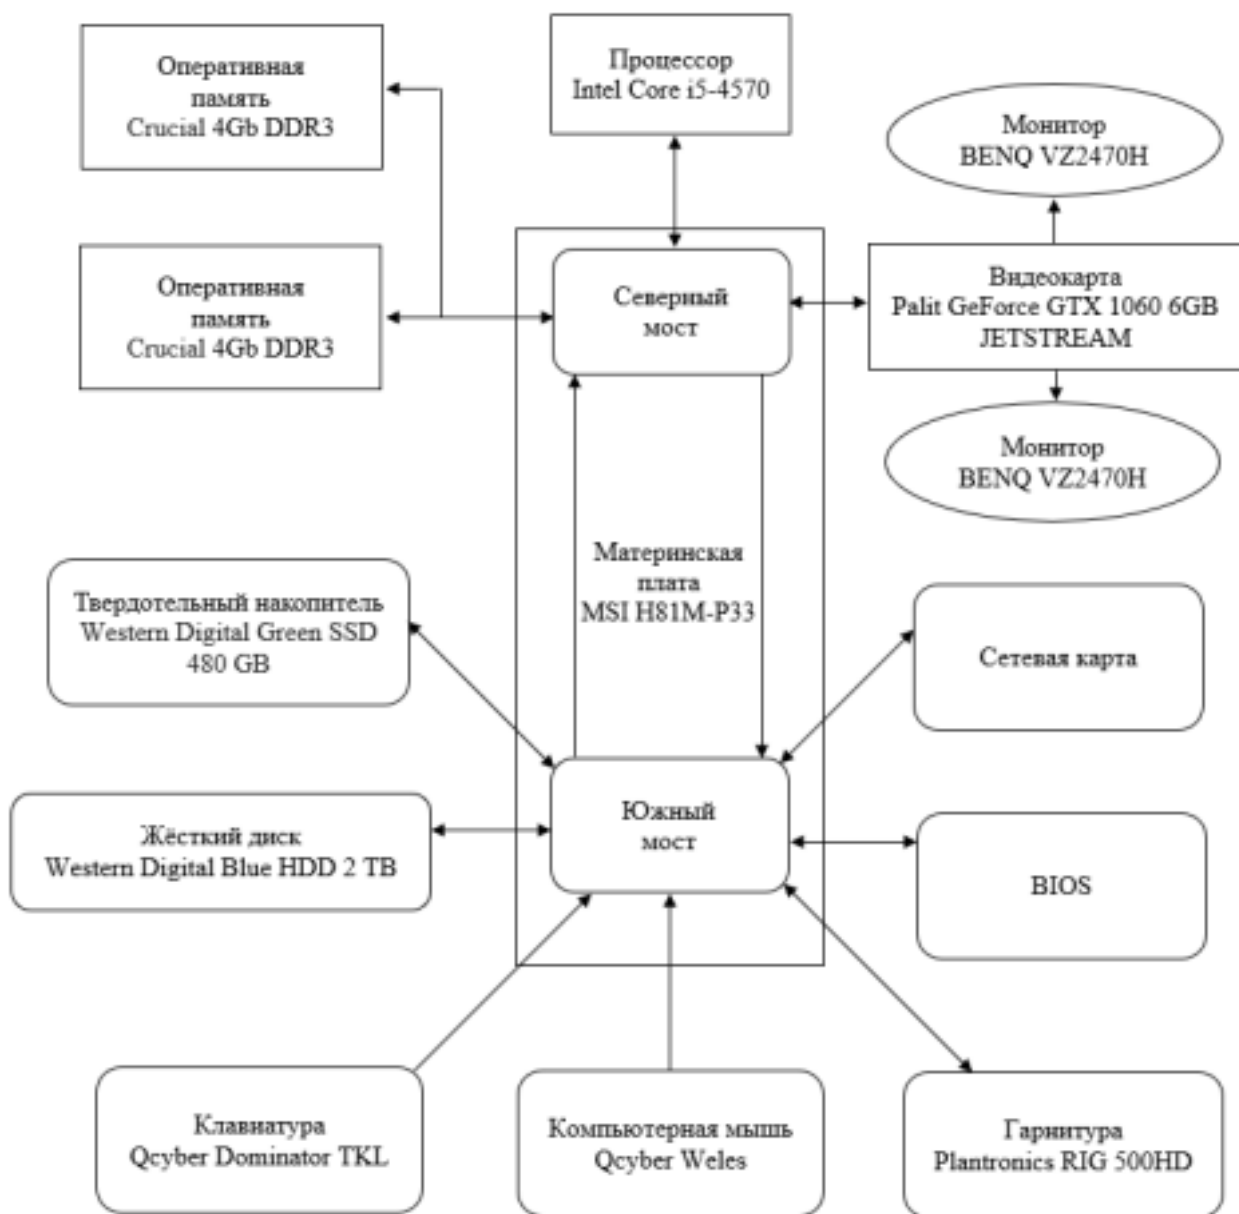 Оперативная
память
Crucial 4Gb DDR3
Процессор
Intel Core i5-4570
Монитор
BENQ VZ2470H
Оперативная
память
Crucial 4Gb DDR3
Северный
мост
Видеокарта
Palit GeForce GTX 1060 6GB
JETSTREAM
Монитор
BENQ VZ2470H
Материнская
плата
MSI H81M-P33
Твердотельный накопитель
Western Digital Green SSD
480 GB
Сетевая карта
Жёсткий диск
Western Digital Blue HDD 2 TB
Южный
мост
BIOS
Клавиатура
Qcyber Dominator TKL
Компьютерная мышь
Qcyber Weles
Гарнитура
Plantronics RIG 500HD